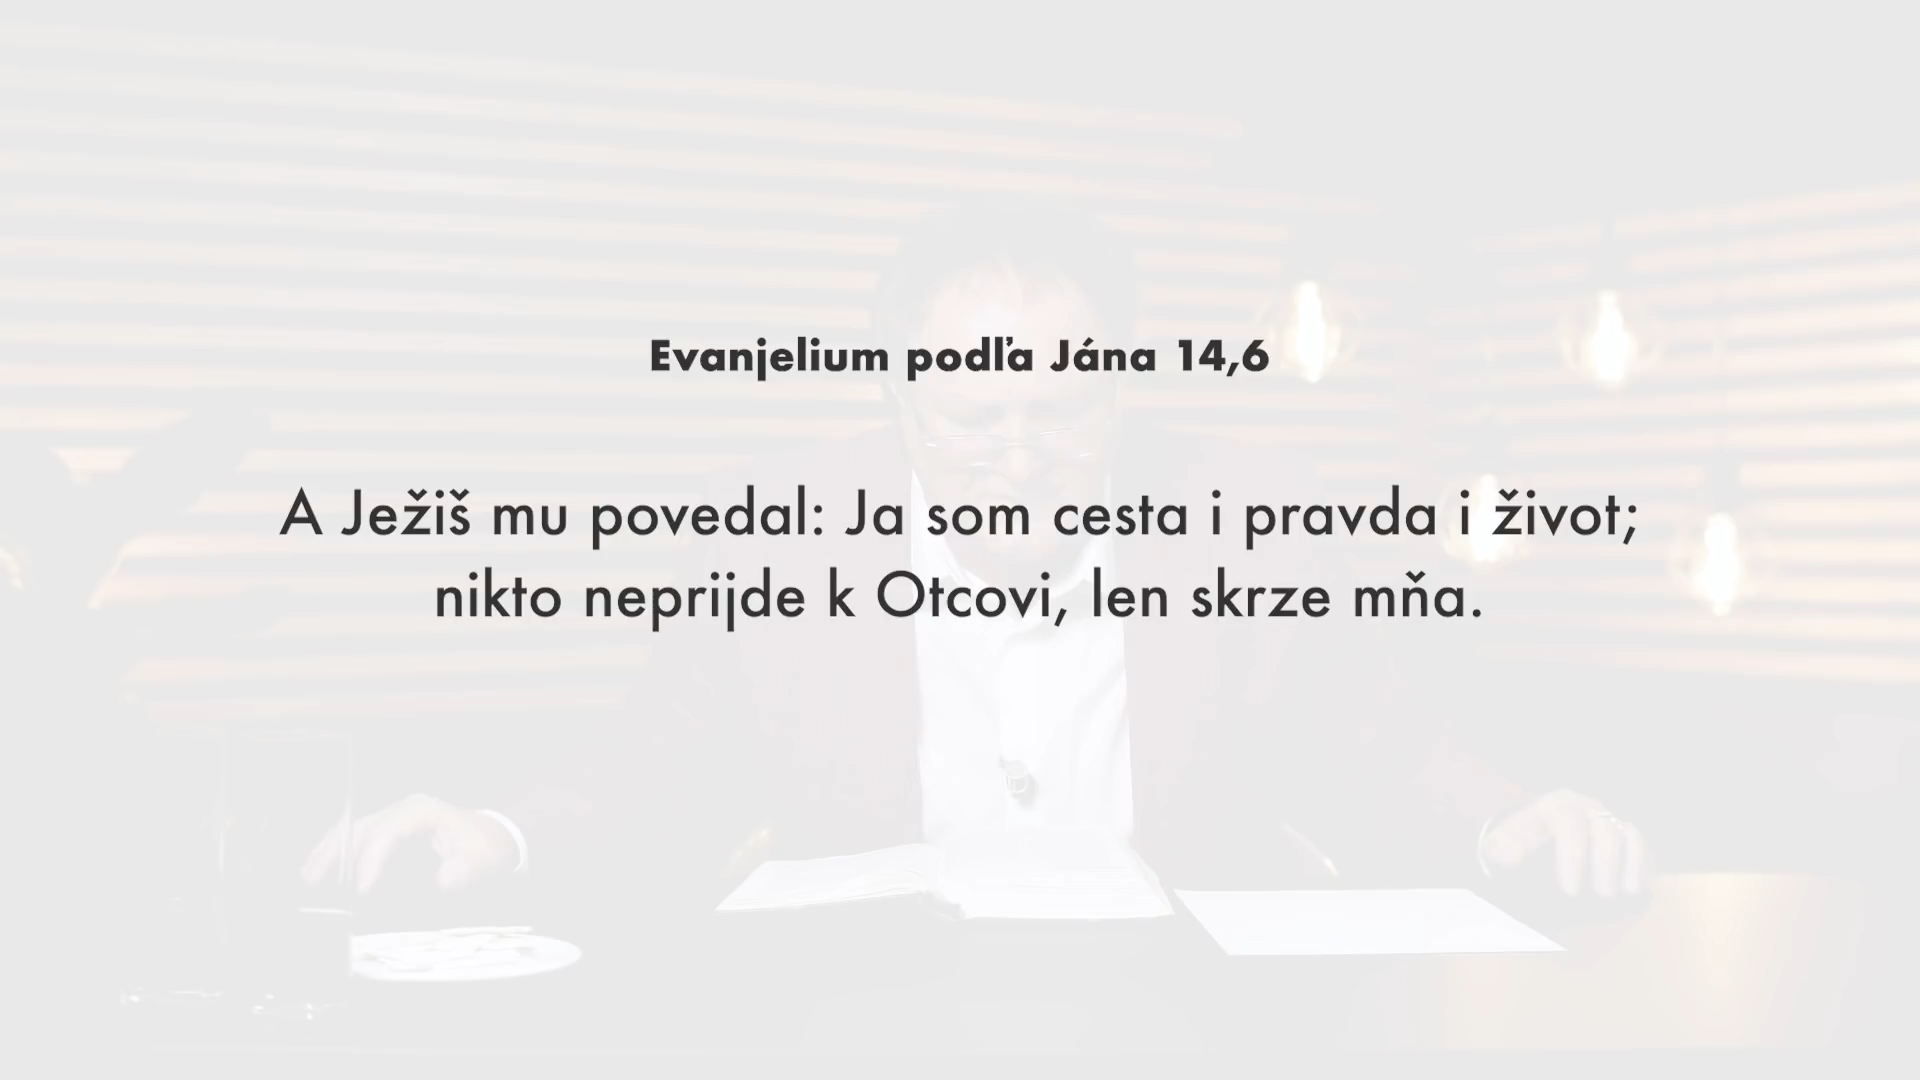 Evanjelium podľa Jána 14,6
A Ježiš mu povedal: Ja som cesta i pravda i život;
nikto neprijde k Otcovi, len skrze mňa.